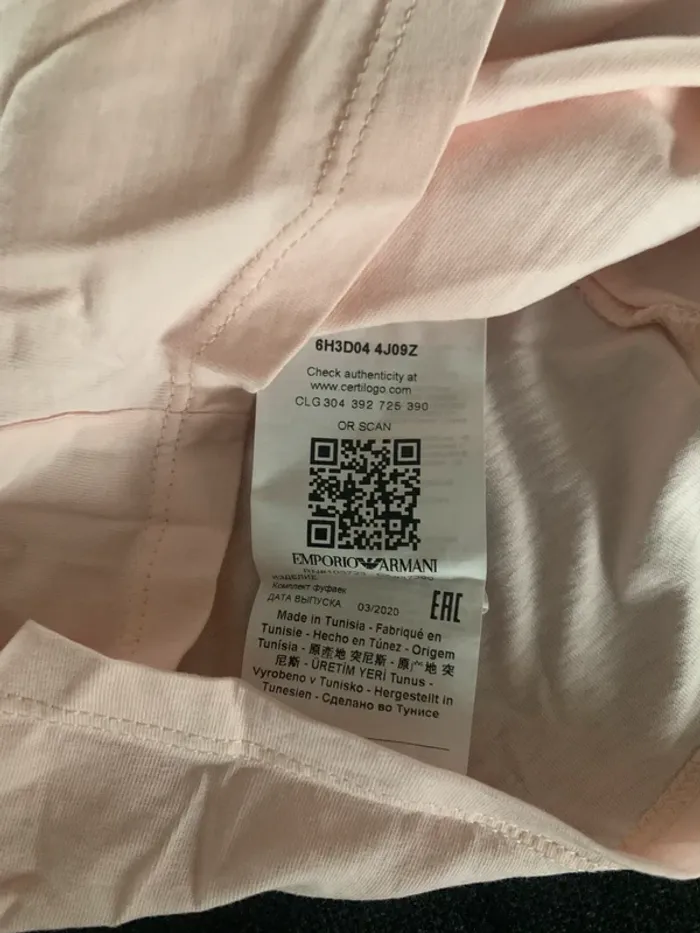 6H3D04 4J09Z
Check authenticity at
www.certilogo.com
CLG 304 392 725 390
OR SCAN
EMPORIO ARMANI
ИЗДЕЛИЕ
Комплект фуфаек
ДАТА ВЫПУСКА 03/2020
EAC
Made in Tunisia - Fabriqué en
Tunisie - Hecho en Túnez - Origem
Tunísia - 原產地 突尼斯 - 原产地 突
尼斯 - ÜRETİM YERİ Tunus -
Vyrobeno v Tunisko - Hergestellt in
Tunesien - Сделано во Тунисе